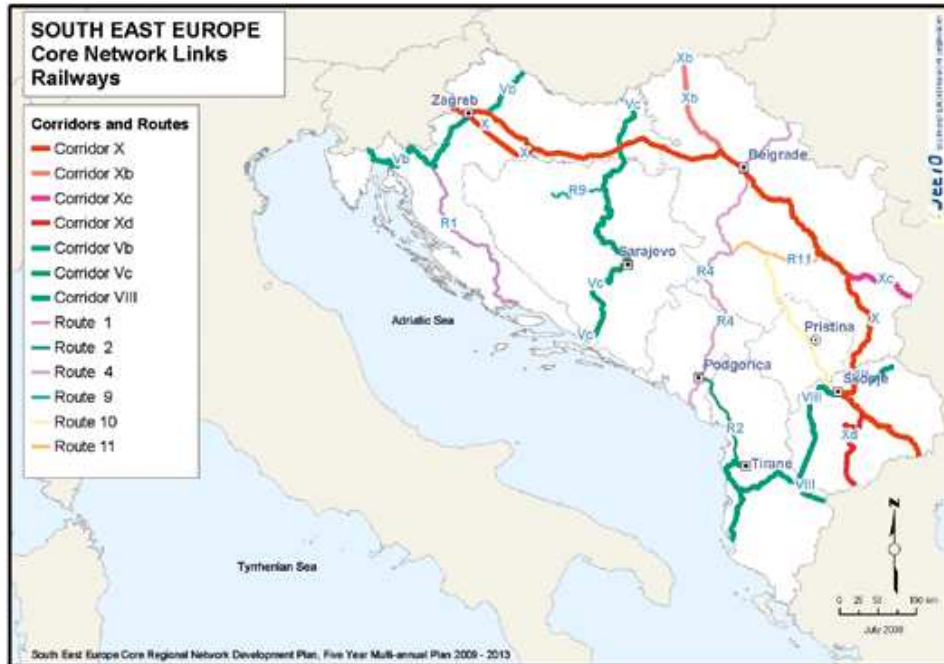 SOUTH EAST EUROPE
Core Network Links
Railways
Corridors and Routes
Corridor X
Corridor Xb
Corridor Xc
Corridor Xd
Corridor Vb
Corridor Vc
Corridor VIII
Route 1
Route 2
Route 4
Route 9
Route 10
Route 11
Xb
Vb
Xb
Zagreb
Vc
X
Vb
Belgrade
R9
R1
Sarajevo
R4
R11
Xc
Vc
R4
X
Adriatic Sea
Vc
Pristina
Podgorica
Skopje
VIII
R2
Xd
Tirane
VIII
N
Tyrrhenian Sea
0 25 50 100 km
July 2008
South East Europe Core Regional Network Development Plan, Five Year Multi-annual Plan 2009 - 2013